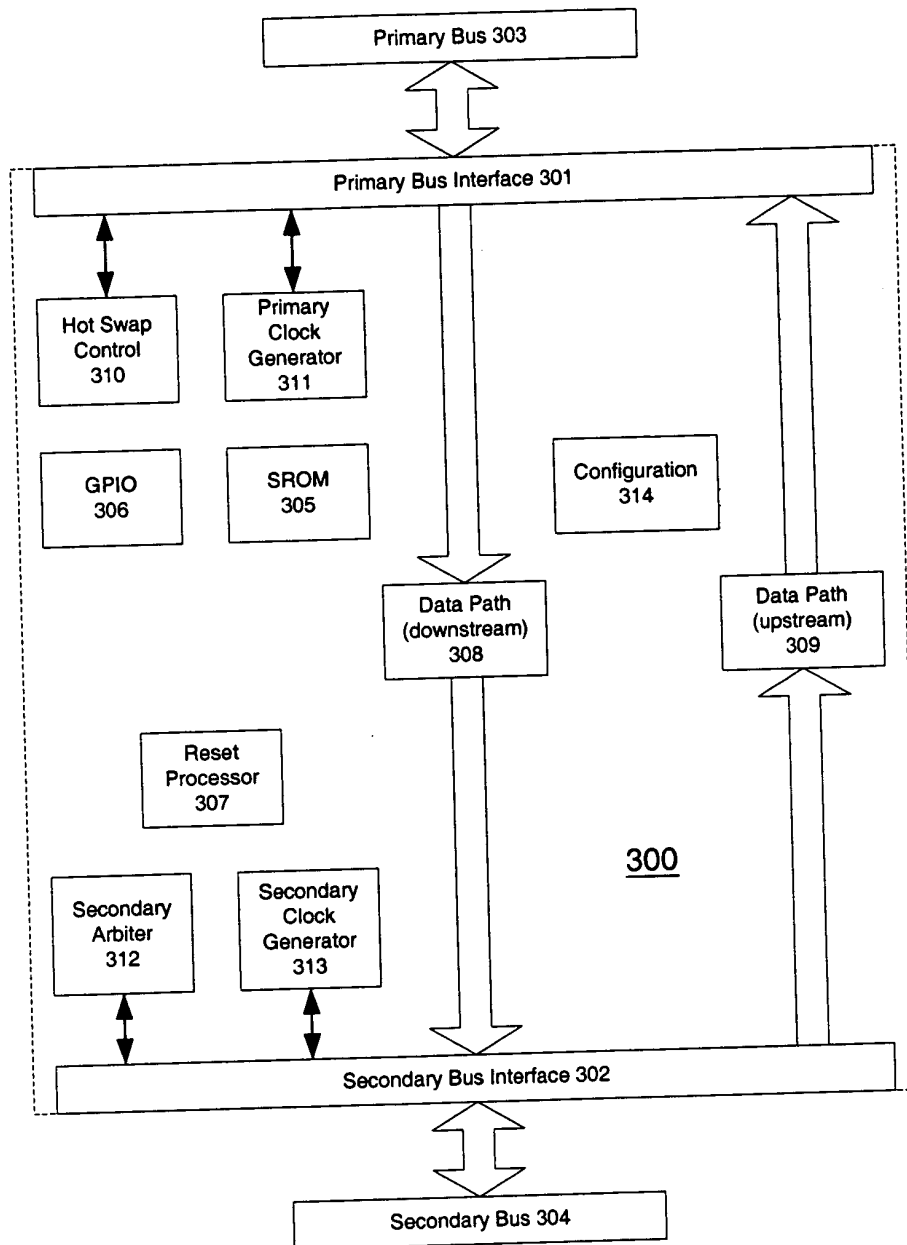 Primary Bus 303
Primary Bus Interface 301
Hot Swap
Control
310
Primary
Clock
Generator
311
GPIO
306
SROM
305
Configuration
314
Data Path
(downstream)
308
Data Path
(upstream)
309
Reset
Processor
307
300
Secondary
Arbiter
312
Secondary
Clock
Generator
313
Secondary Bus Interface 302
Secondary Bus 304